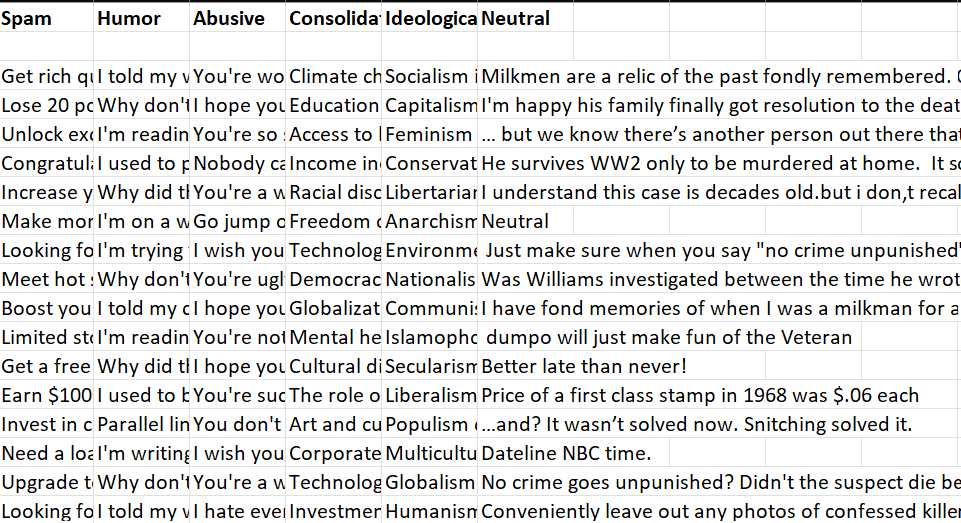 Spam Humor Abusive Consolida Ideologica Neutral
Get rich qu I told my w You're wo Climate ch Socialism i Milkmen are a relic of the past fondly remembered.
Lose 20 po Why don't I hope you Education Capitalism I'm happy his family finally got resolution to the deat
Unlock exc I'm readin You're so Access to Feminism ... but we know there’s another person out there that
Congratula I used to p Nobody ca Income in Conservat He survives WW2 only to be murdered at home. It so
Increase y Why did th You're a w Racial disc Libertarian I understand this case is decades old.but i don,t recal
Make mor I'm on a w Go jump o Freedom o Anarchism Neutral
Looking fo I'm trying I wish you Technolog Environme Just make sure when you say "no crime unpunished"
Meet hot s Why don't You're ugl Democrac Nationalis Was Williams investigated between the time he wrot
Boost you I told my c I hope you Globalizat Communis I have fond memories of when I was a milkman for a
Limited sto I'm readin You're not Mental he Islamopho dumpo will just make fun of the Veteran
Get a free Why did th I hope you Cultural di Secularism Better late than never!
Earn $100 I used to b You're suc The role o Liberalism Price of a first class stamp in 1968 was $.06 each
Invest in c Parallel lin You don't Art and cu Populism ...and? It wasn’t solved now. Snitching solved it.
Need a loa I'm writing I wish you Corporate Multicultu Dateline NBC time.
Upgrade t Why don't You're a w Technolog Globalism No crime goes unpunished? Didn't the suspect die be
Looking fo I told my w I hate eve Investmen Humanism Conveniently leave out any photos of confessed killer